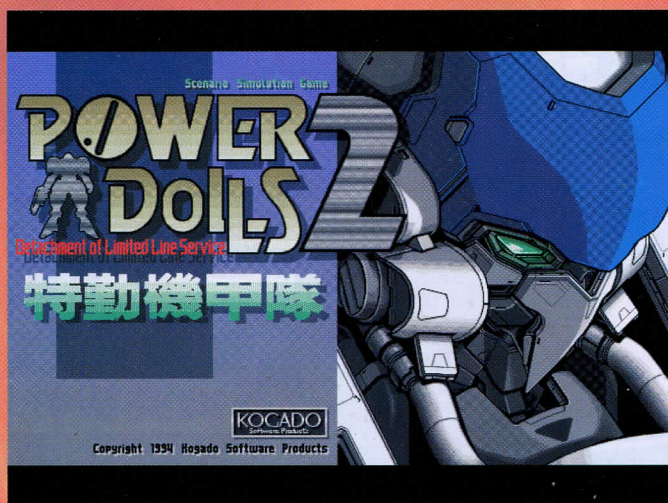 Scenario Simulation Game
POWER
DOLLS 2
Detachment of Limited Line Service
特勤機甲隊
KOGADO
Software Products
Copyright 1994 Kogado Software Products